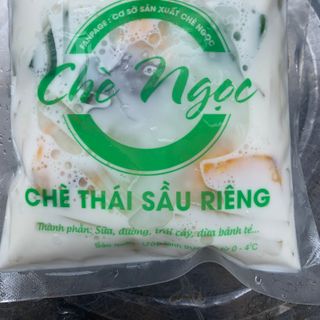 FANPAGE: CƠ SỞ SẢN XUẤT CHÈ NGỌC
Chè Ngọc
CHÈ THÁI SẦU RIÊNG
Thành phần: Sữa, đường, trái cây, dừa bánh tẻ...
0 - 4°C